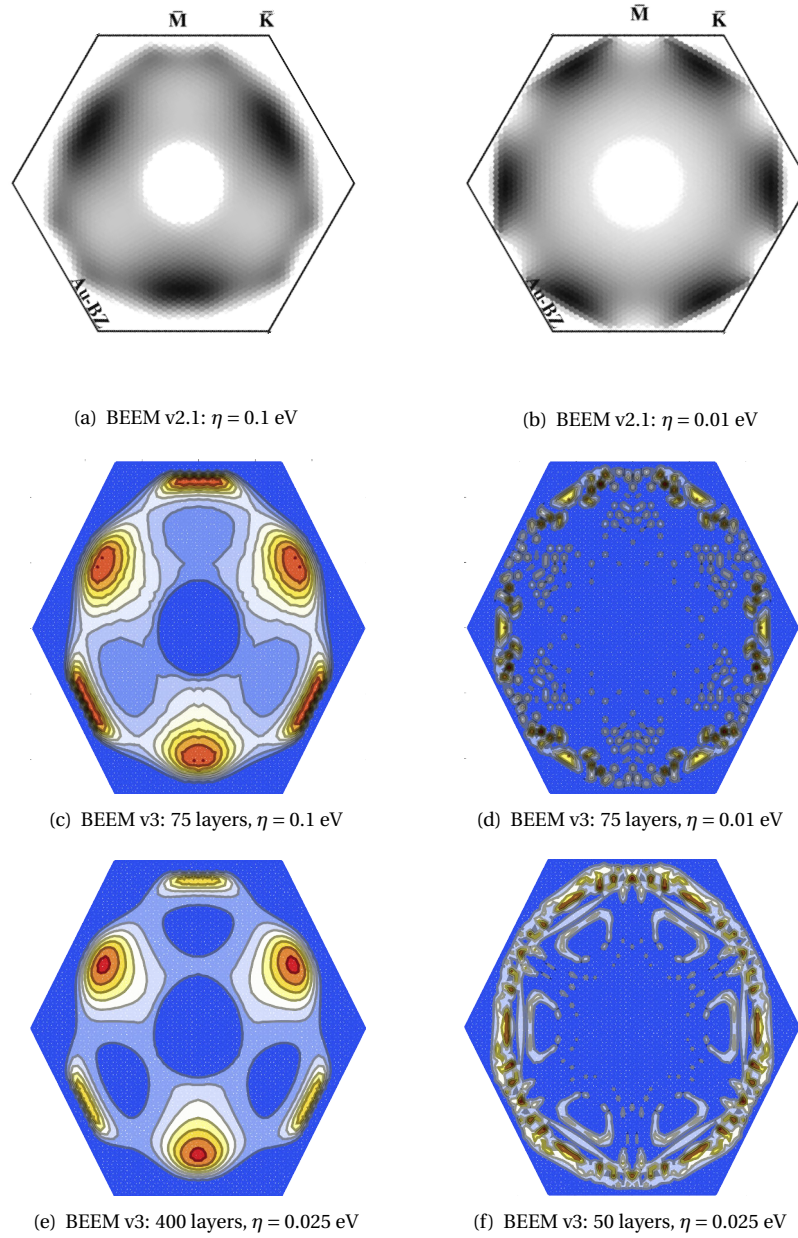 M̄ K̄
M̄ K̄
Au-BZ
Au-BZ
(a) BEEM v2.1: η = 0.1 eV
(b) BEEM v2.1: η = 0.01 eV
(c) BEEM v3: 75 layers, η = 0.1 eV
(d) BEEM v3: 75 layers, η = 0.01 eV
(e) BEEM v3: 400 layers, η = 0.025 eV
(f) BEEM v3: 50 layers, η = 0.025 eV